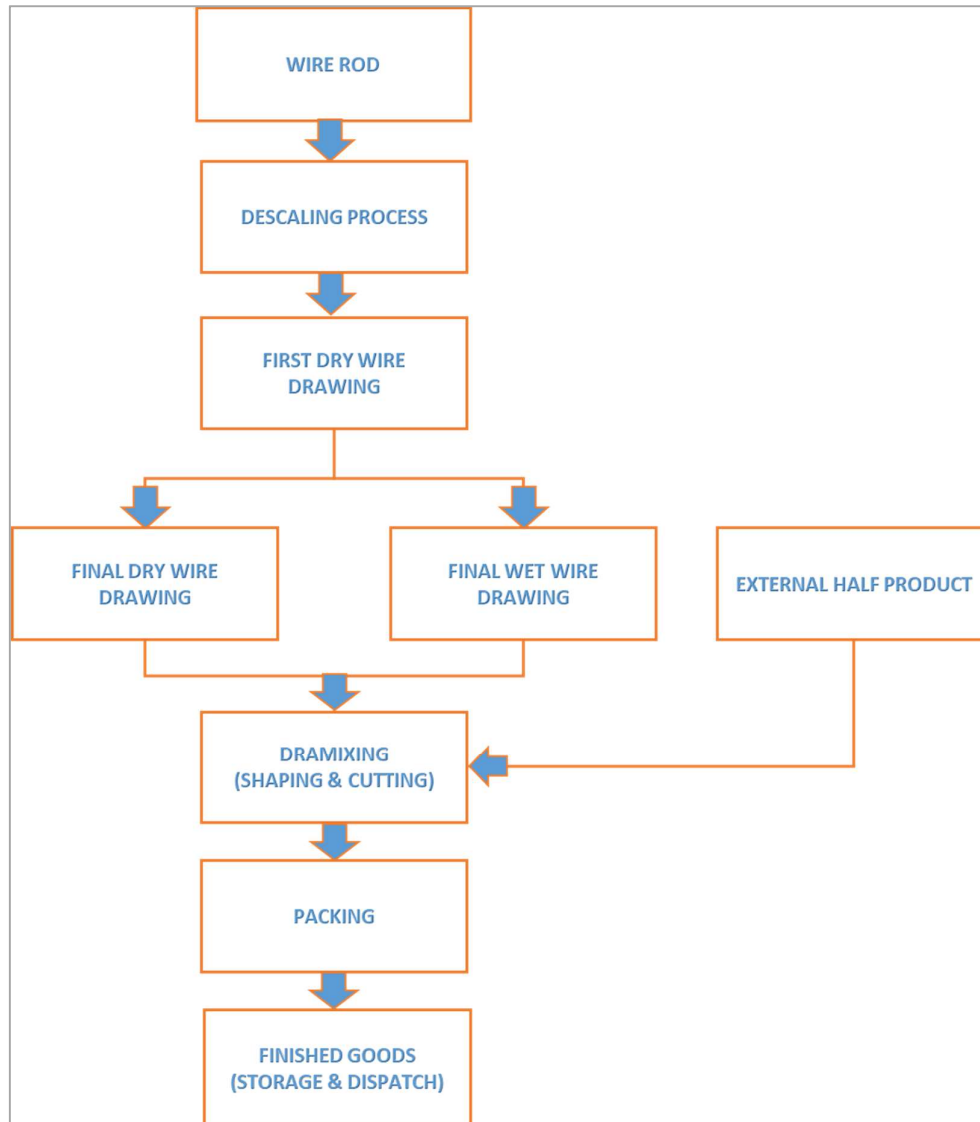 WIRE ROD
DESCALING PROCESS
FIRST DRY WIRE
DRAWING
FINAL DRY WIRE
DRAWING
FINAL WET WIRE
DRAWING
EXTERNAL HALF PRODUCT
DRAMIXING
(SHAPING & CUTTING)
PACKING
FINISHED GOODS
(STORAGE & DISPATCH)